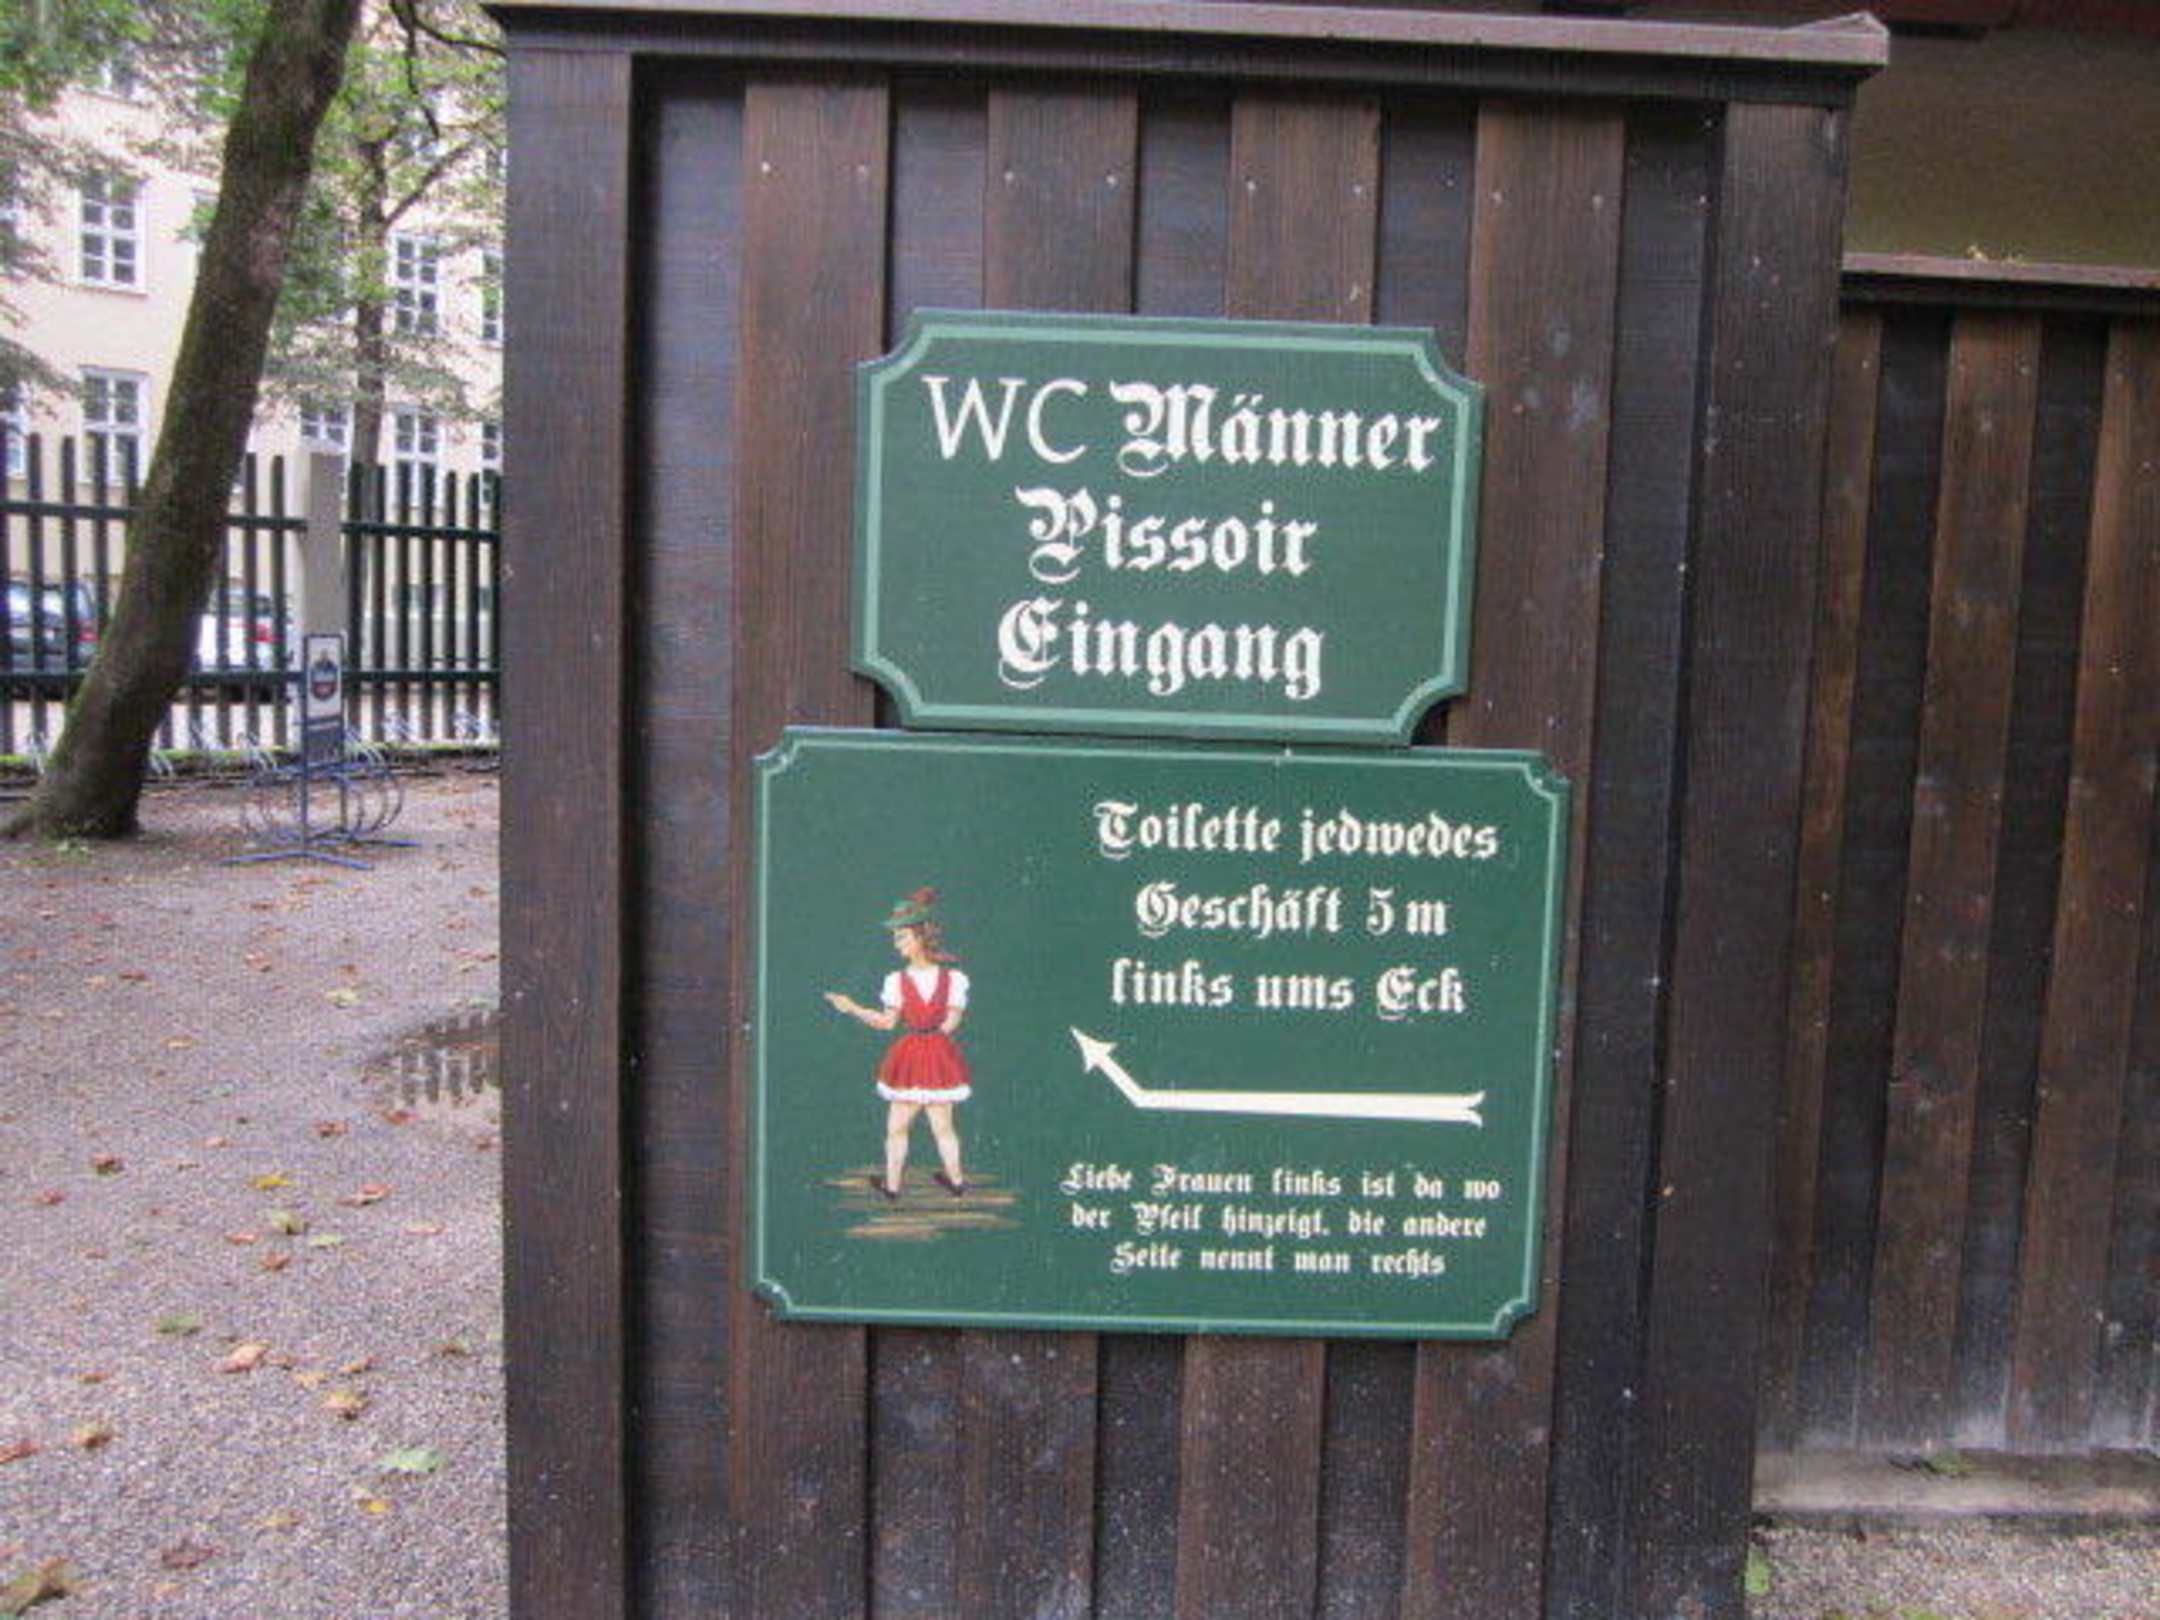 WC Männer
Pissoir
Eingang
Toilette jedwedes
Geschäft 5 m
links ums Eck
Liebe Frauen links ist da wo
der Pfeil hinzeigt. die andere
Seite nennt man rechts